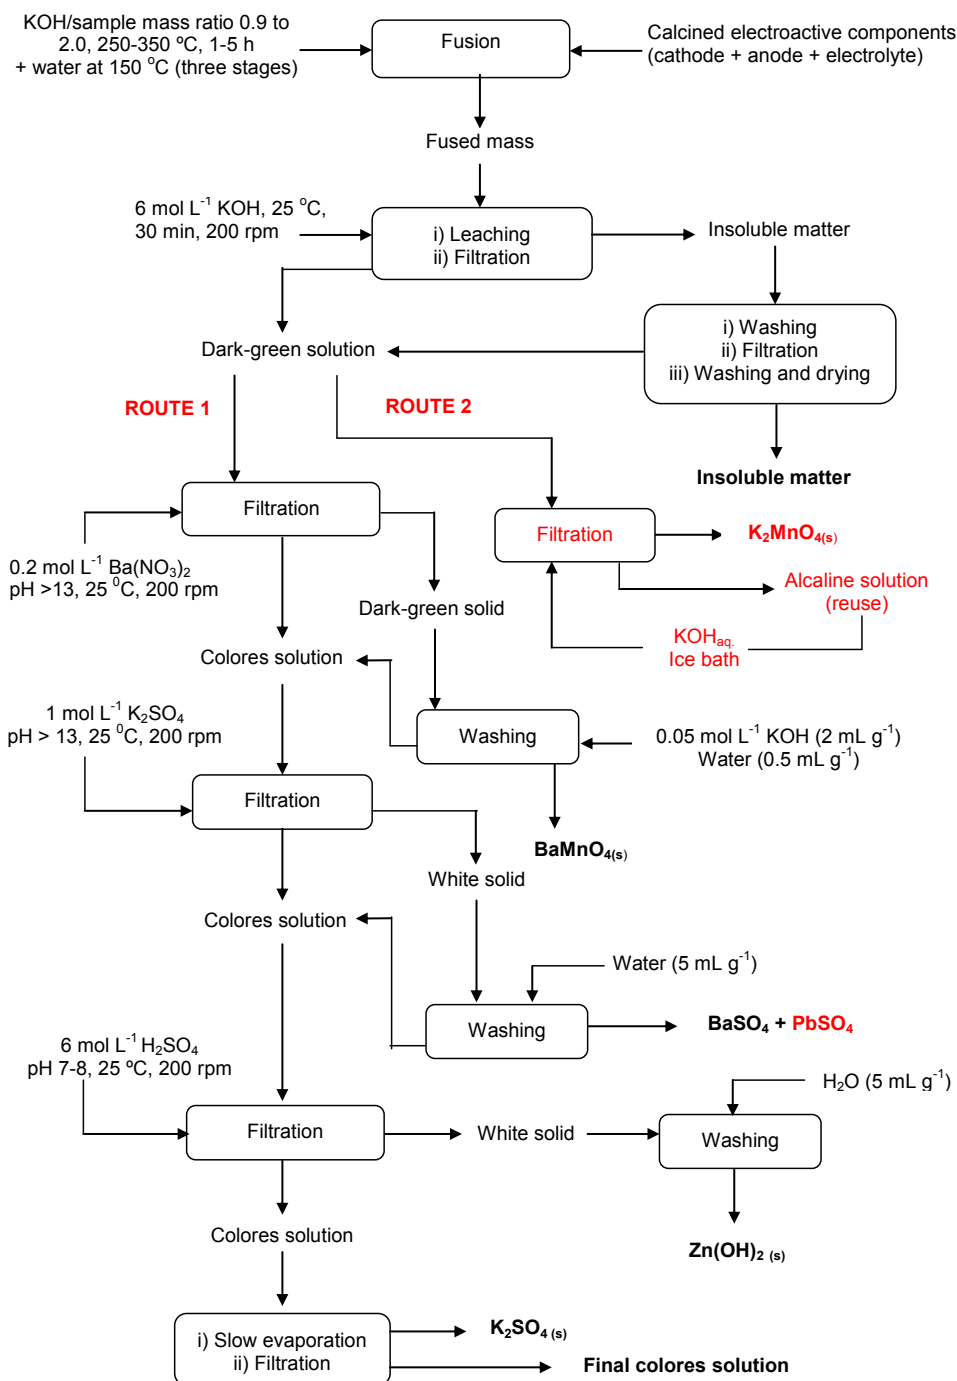 KOH/sample mass ratio 0.9 to
2.0, 250-350 ºC, 1-5 h
+ water at 150 °C (three stages)
Fusion
Calcined electroactive components
(cathode + anode + electrolyte)
Fused mass
6 mol L⁻¹ KOH, 25 °C,
30 min, 200 rpm
i) Leaching
ii) Filtration
Insoluble matter
i) Washing
ii) Filtration
iii) Washing and drying
Dark-green solution
ROUTE 1
ROUTE 2
Insoluble matter
Filtration
Filtration
K₂MnO₄(s)
0.2 mol L⁻¹ Ba(NO₃)₂
pH >13, 25 ⁰C, 200 rpm
Alcaline solution
(reuse)
Dark-green solid
KOHaq.
Ice bath
Colores solution
1 mol L⁻¹ K₂SO₄
pH > 13, 25 ⁰C, 200 rpm
Washing
0.05 mol L⁻¹ KOH (2 mL g⁻¹)
Water (0.5 mL g⁻¹)
Filtration
BaMnO₄(s)
White solid
Colores solution
Water (5 mL g⁻¹)
Washing
BaSO₄ + PbSO₄
6 mol L⁻¹ H₂SO₄
pH 7-8, 25 ºC, 200 rpm
H₂O (5 mL g⁻¹)
Filtration
White solid
Washing
Colores solution
Zn(OH)₂ (s)
i) Slow evaporation
ii) Filtration
K₂SO₄ (s)
Final colores solution